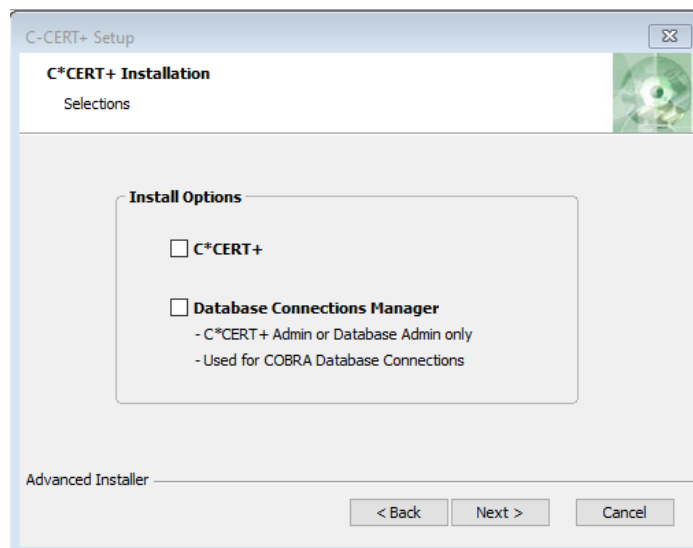 C-CERT+ Setup
C*CERT+ Installation
Selections
Install Options
C*CERT+
Database Connections Manager
- C*CERT+ Admin or Database Admin only
- Used for COBRA Database Connections
Advanced Installer
< Back Next > Cancel